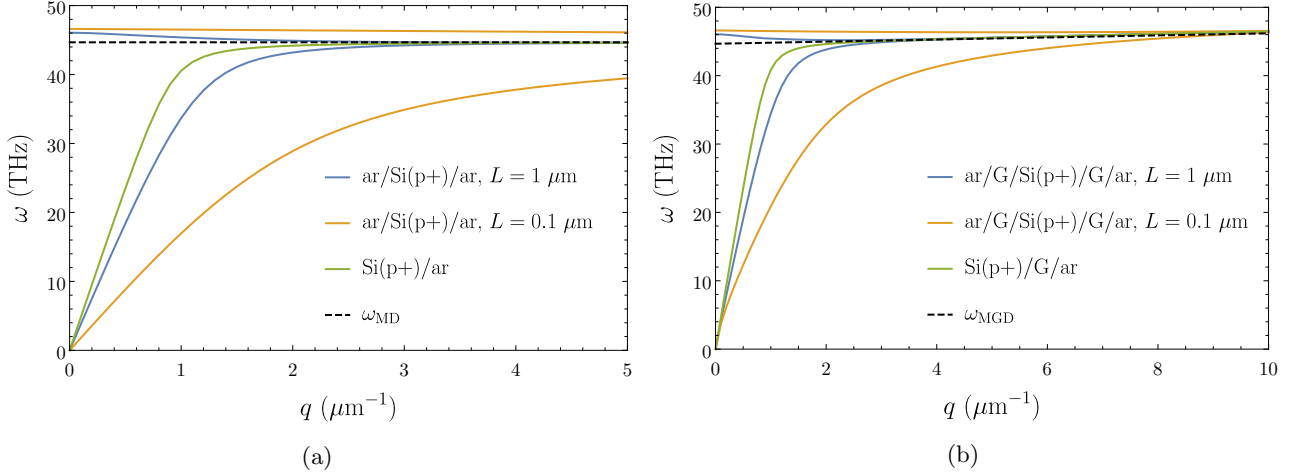 50
40
30
20
10
0
ω (THz)
ar/Si(p+)/ar, L = 1 μm
ar/Si(p+)/ar, L = 0.1 μm
Si(p+)/ar
ω_MD
0 1 2 3 4 5
q (μm⁻¹)
(a)
50
40
30
20
10
0
ω (THz)
ar/G/Si(p+)/G/ar, L = 1 μm
ar/G/Si(p+)/G/ar, L = 0.1 μm
Si(p+)/G/ar
ω_MGD
0 2 4 6 8 10
q (μm⁻¹)
(b)